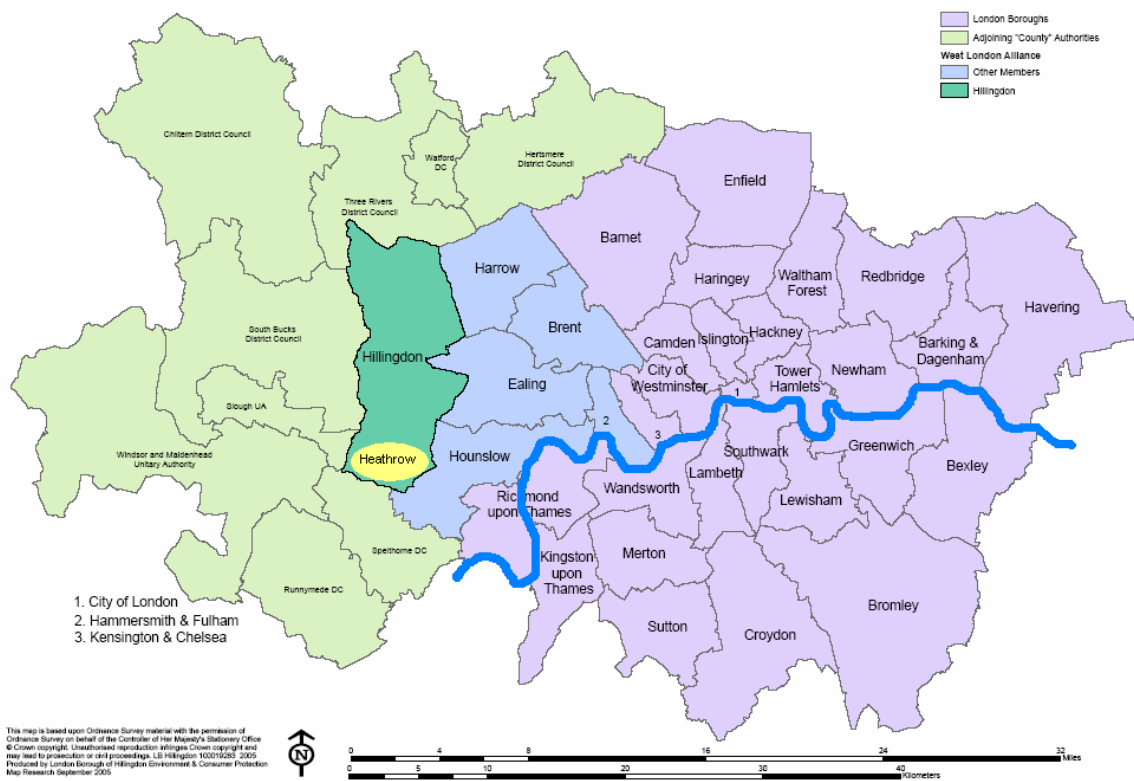 London Boroughs
Adjoining "County" Authorities
West London Alliance
Other Members
Hillingdon
Chiltern District Council
Watford
DC
Hertsmere
District Council
Three Rivers
District Council
Enfield
Barnet
Harrow
Haringey
Waltham
Forest
Redbridge
Havering
South Bucks
District Council
Brent
Camden
Islington
Hackney
Barking &
Dagenham
Hillingdon
Ealing
City of
Westminster
Tower
Hamlets
Newham
Slough UA
1
2
3
Windsor and Maidenhead
Unitary Authority
Heathrow
Hounslow
Southwark
Greenwich
Bexley
Richmond
upon Thames
Wandsworth
Lambeth
Lewisham
Spelthorne DC
Kingston
upon
Thames
Merton
Runnymede DC
Bromley
Sutton
Croydon
1. City of London
2. Hammersmith & Fulham
3. Kensington & Chelsea
This map is based upon Ordnance Survey material with the permission of
Ordnance Survey on behalf of the Controller of Her Majesty's Stationery Office
© Crown copyright. Unauthorised reproduction infringes Crown copyright and
may lead to prosecution or civil proceedings. LB Hillingdon 100019283 2005
Produced by London Borough of Hillingdon Environment & Consumer Protection
Map Research September 2005
N
0 4 8 16 24 32
Miles
0 10 20 30 40
Kilometers